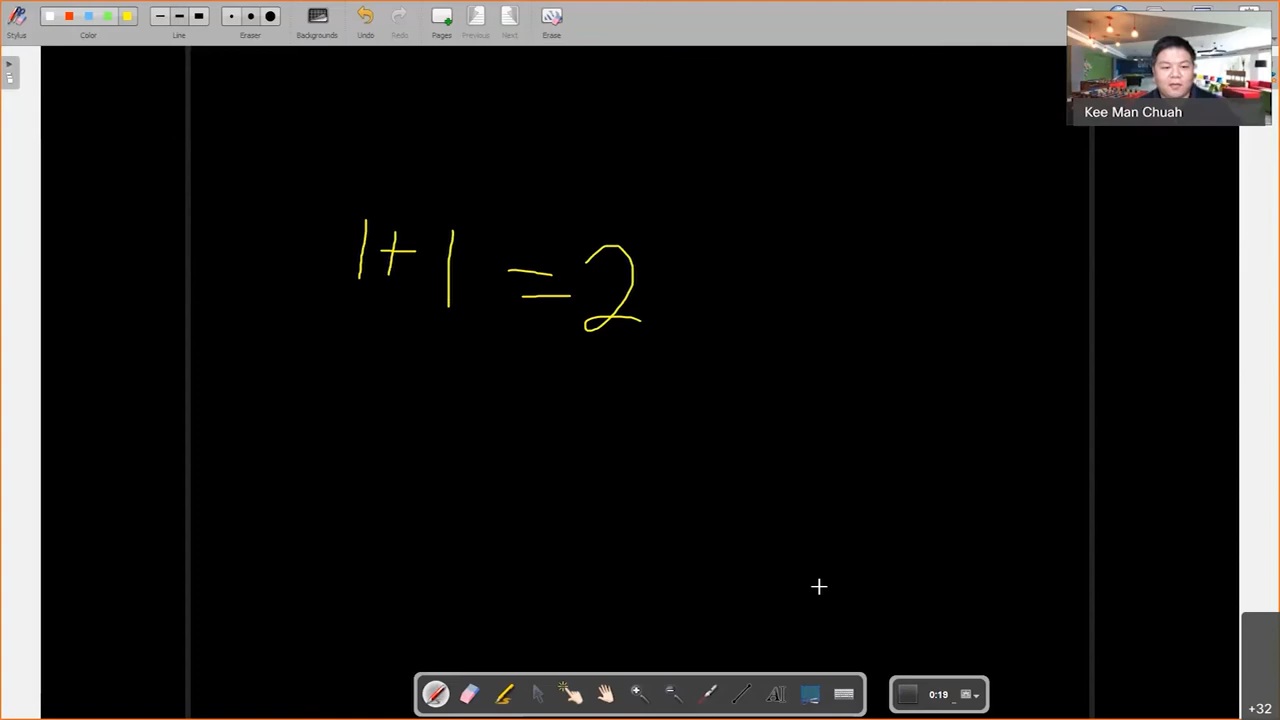 Stylus Color Line Eraser Backgrounds Undo Redo Pages Previous Next Erase
Kee Man Chuah
1+1 = 2
0:19
+32